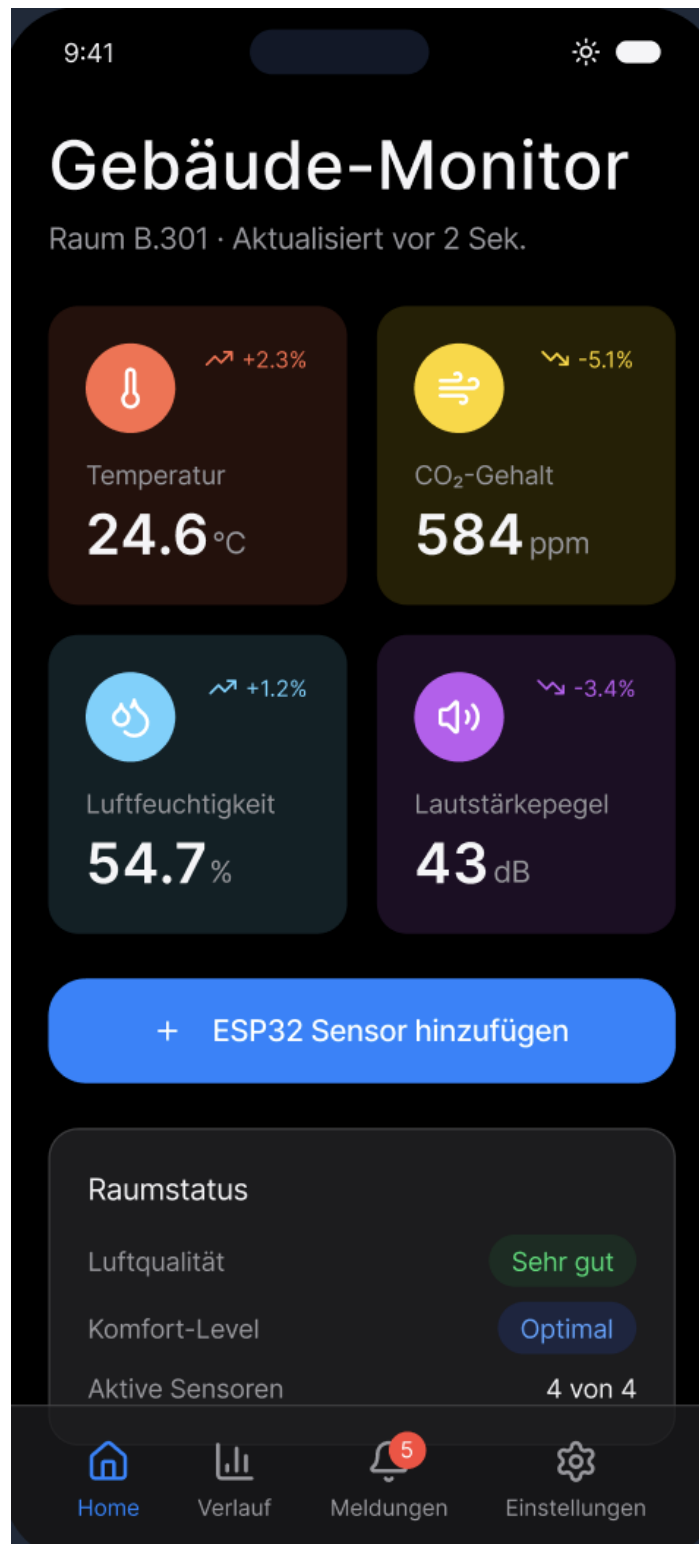 9:41
Gebäude-Monitor
Raum B.301 · Aktualisiert vor 2 Sek.
+2.3%
Temperatur
24.6 °C
-5.1%
CO₂-Gehalt
584 ppm
+1.2%
Luftfeuchtigkeit
54.7 %
-3.4%
Lautstärkepegel
43 dB
+ ESP32 Sensor hinzufügen
Raumstatus
Luftqualität Sehr gut
Komfort-Level Optimal
Aktive Sensoren 4 von 4
5
Home Verlauf Meldungen Einstellungen